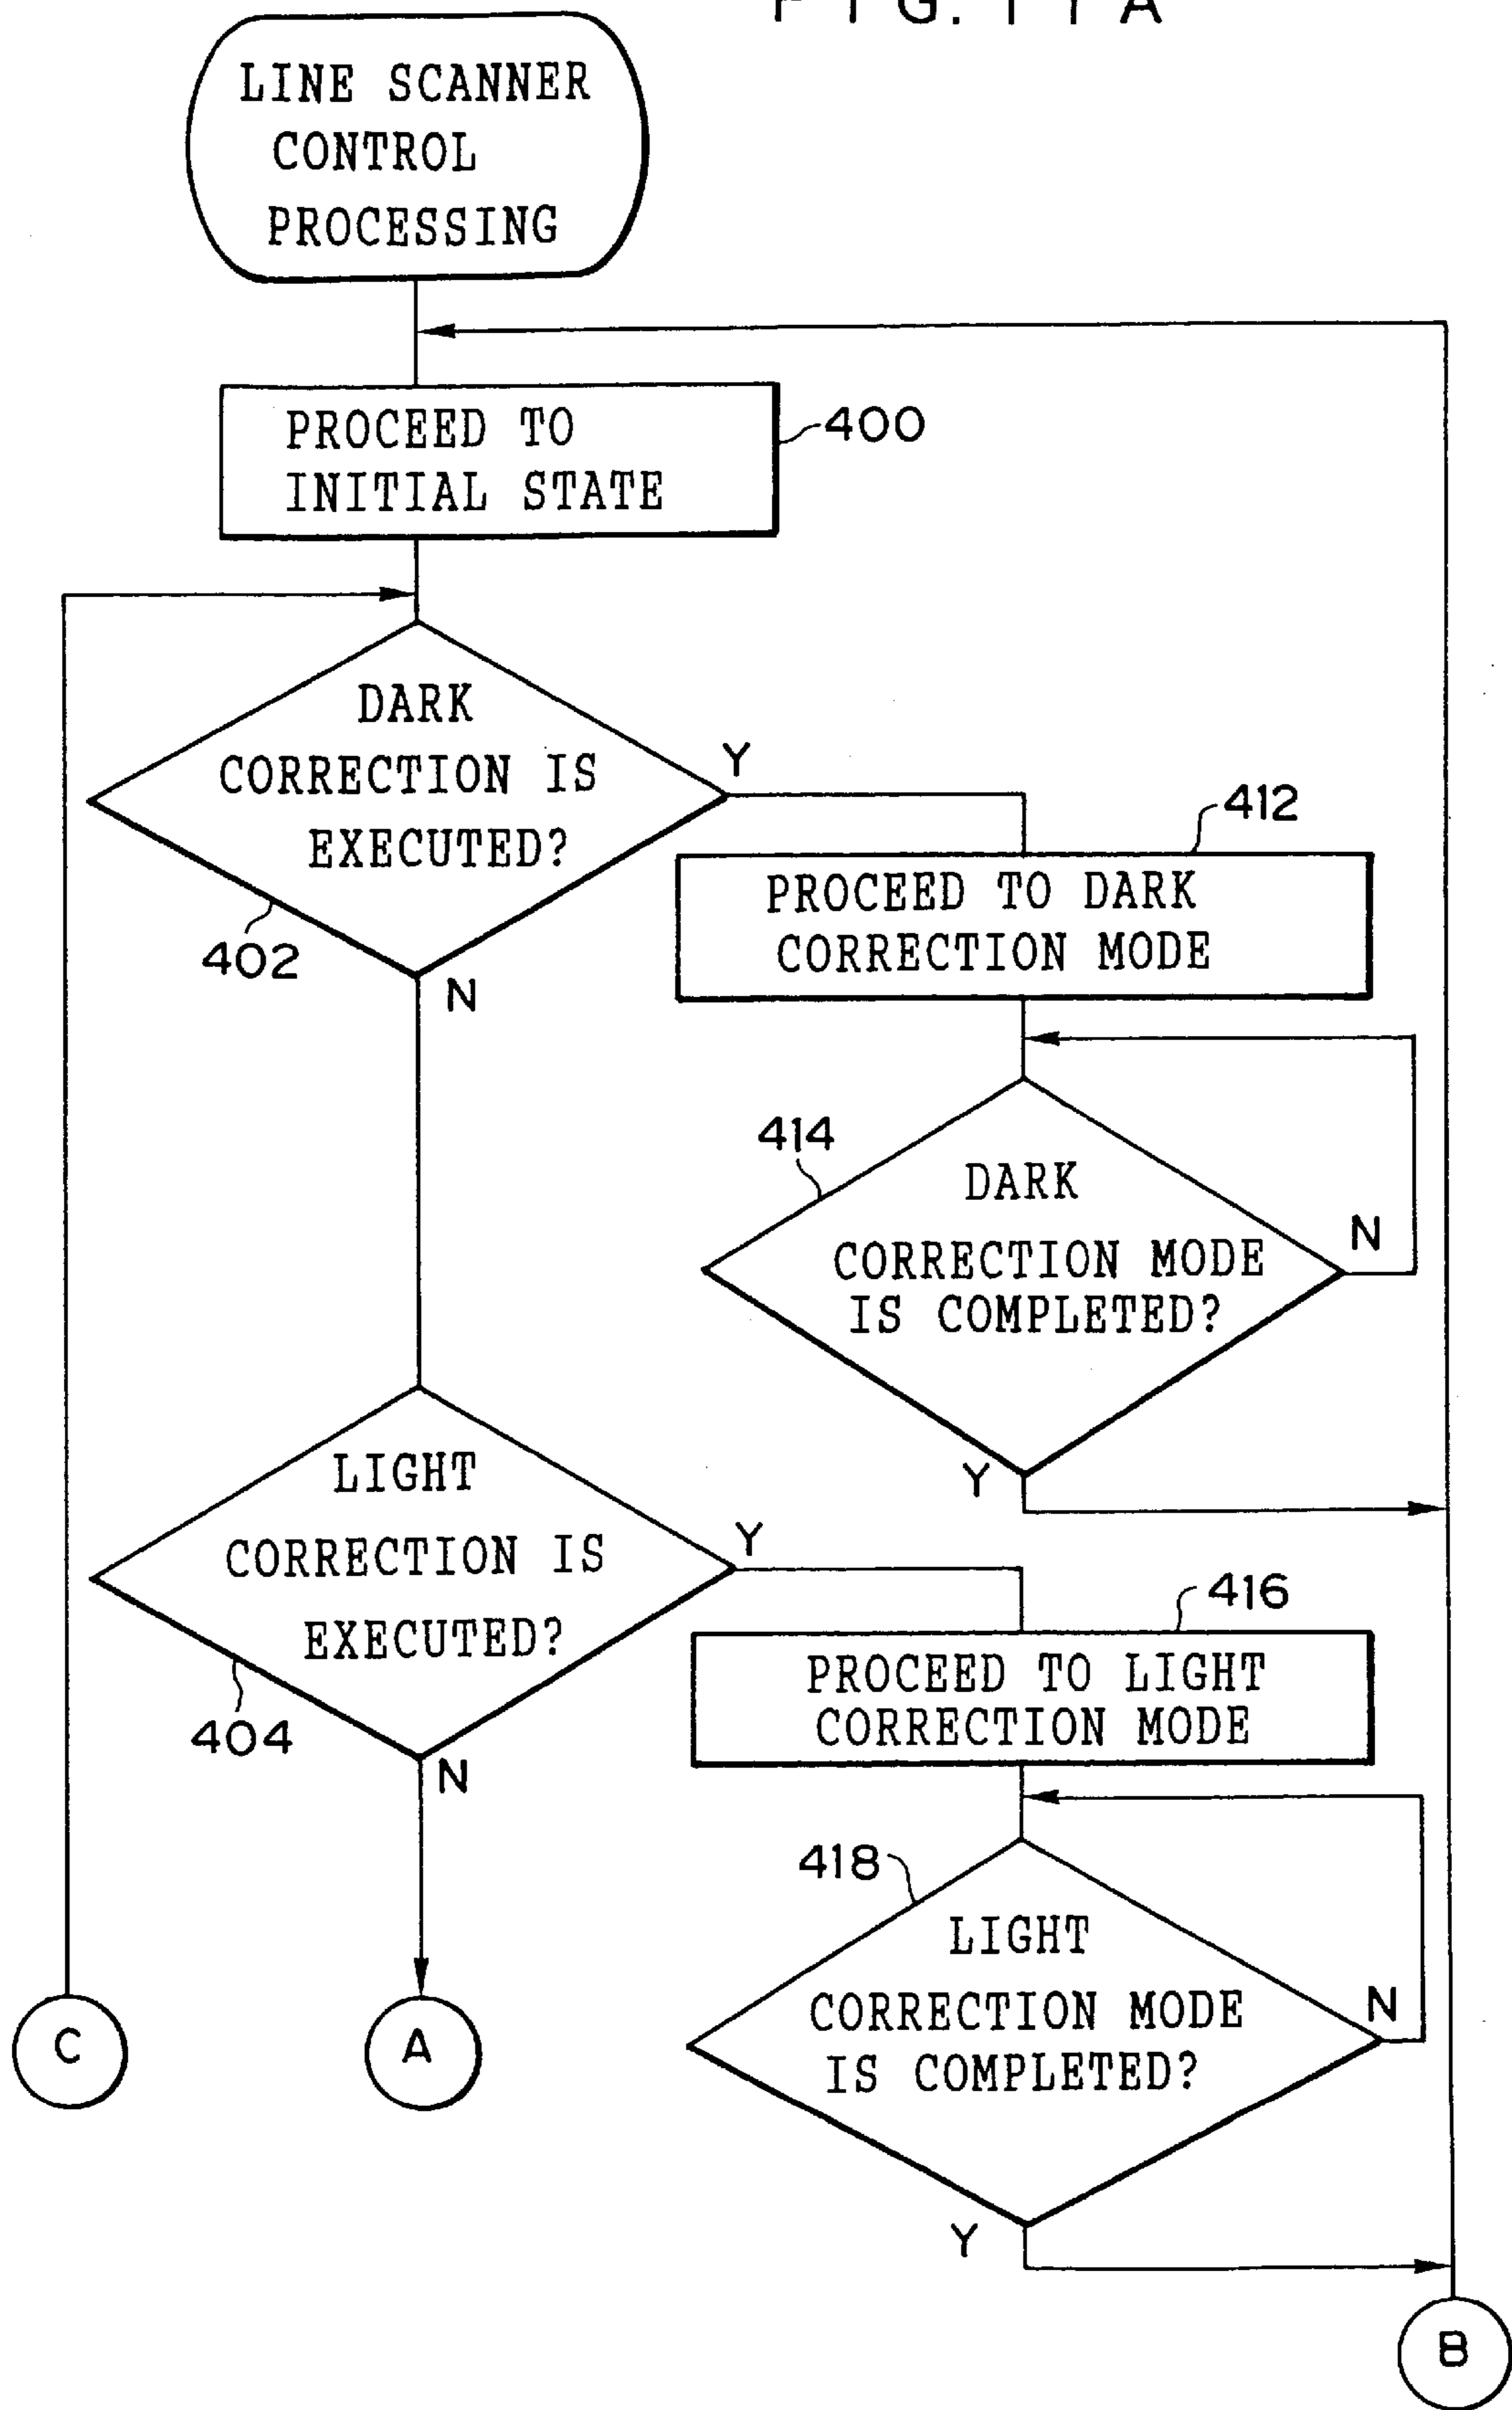 FIG.
LINE SCANNER
CONTROL
PROCESSING
PROCEED TO
INITIAL STATE
400
DARK
CORRECTION IS
EXECUTED?
Y
402
N
412
PROCEED TO DARK
CORRECTION MODE
414
DARK
CORRECTION MODE
IS COMPLETED?
N
Y
LIGHT
CORRECTION IS
EXECUTED?
Y
404
N
416
PROCEED TO LIGHT
CORRECTION MODE
418
LIGHT
CORRECTION MODE
IS COMPLETED?
N
Y
C
A
B